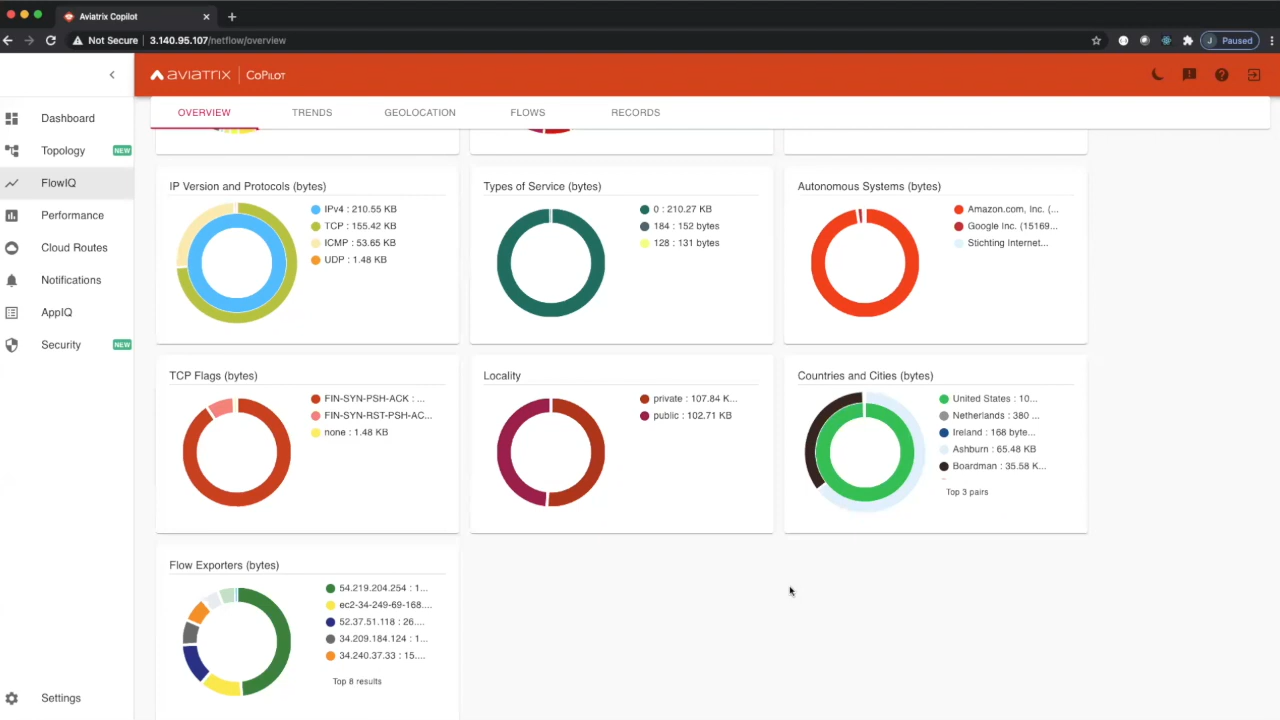 Aviatrix Copilot
Not Secure 3.140.95.107/netflow/overview
J Paused
AVIATRIX CoPilot
Dashboard
Topology NEW
FlowIQ
Performance
Cloud Routes
Notifications
AppIQ
Security NEW
Settings
OVERVIEW TRENDS GEOLOCATION FLOWS RECORDS
IP Version and Protocols (bytes)
IPv4 : 210.55 KB
TCP : 155.42 KB
ICMP : 53.65 KB
UDP : 1.48 KB
Types of Service (bytes)
0 : 210.27 KB
184 : 152 bytes
128 : 131 bytes
Autonomous Systems (bytes)
Amazon.com, Inc. (...
Google Inc. (15169...
Stichting Internet...
TCP Flags (bytes)
FIN-SYN-PSH-ACK : ...
FIN-SYN-RST-PSH-AC...
none : 1.48 KB
Locality
private : 107.84 K...
public : 102.71 KB
Countries and Cities (bytes)
United States : 10...
Netherlands : 380 ...
Ireland : 168 byte...
Ashburn : 65.48 KB
Boardman : 35.58 K...
Top 3 pairs
Flow Exporters (bytes)
54.219.204.254 : 1...
ec2-34-249-69-168....
52.37.51.118 : 26....
34.209.184.124 : 1...
34.240.37.33 : 15....
Top 8 results